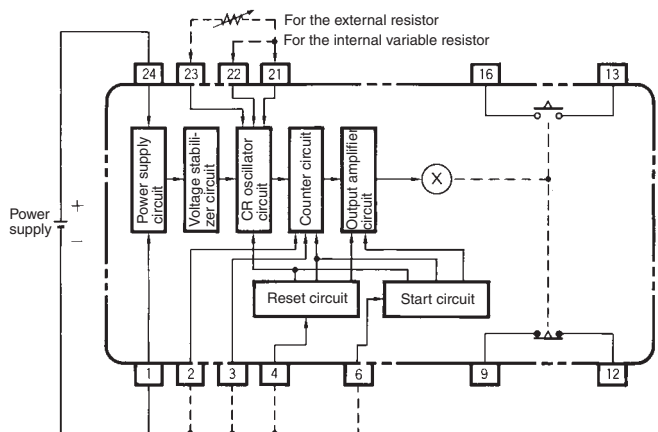 For the external resistor
For the internal variable resistor
24 23 22 21 16 13
Power supply
circuit
Voltage stabili-
zer circuit
CR oscillator
circuit
Counter circuit
Output amplifier
circuit
X
Power
supply
+
−
Reset circuit
Start circuit
1 2 3 4 6 9 12